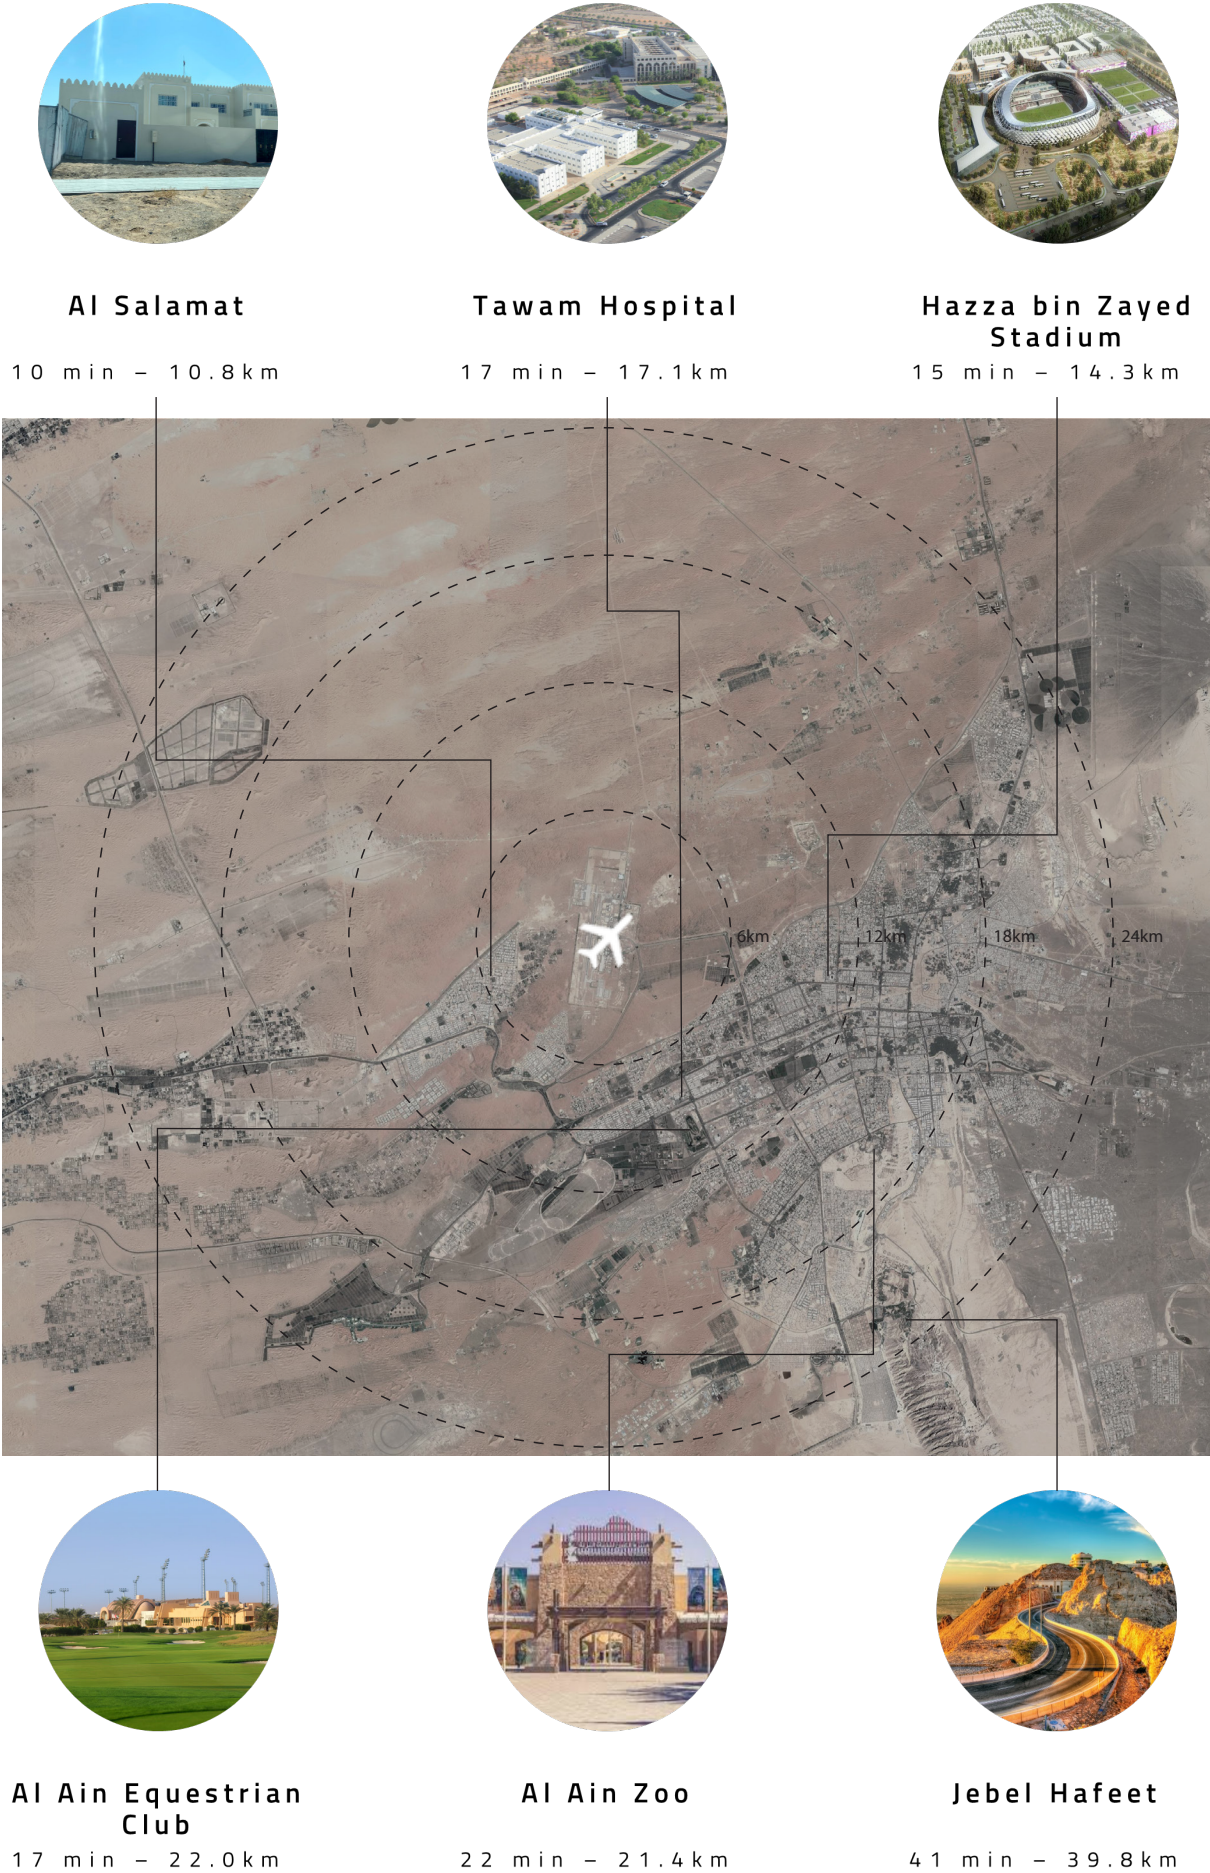 Al Salamat
10 min – 10.8km
Tawam Hospital
17 min – 17.1km
Hazza bin Zayed
Stadium
15 min – 14.3km
6km
12km
18km
24km
Al Ain Equestrian
Club
17 min – 22.0km
Al Ain Zoo
22 min – 21.4km
Jebel Hafeet
41 min – 39.8km